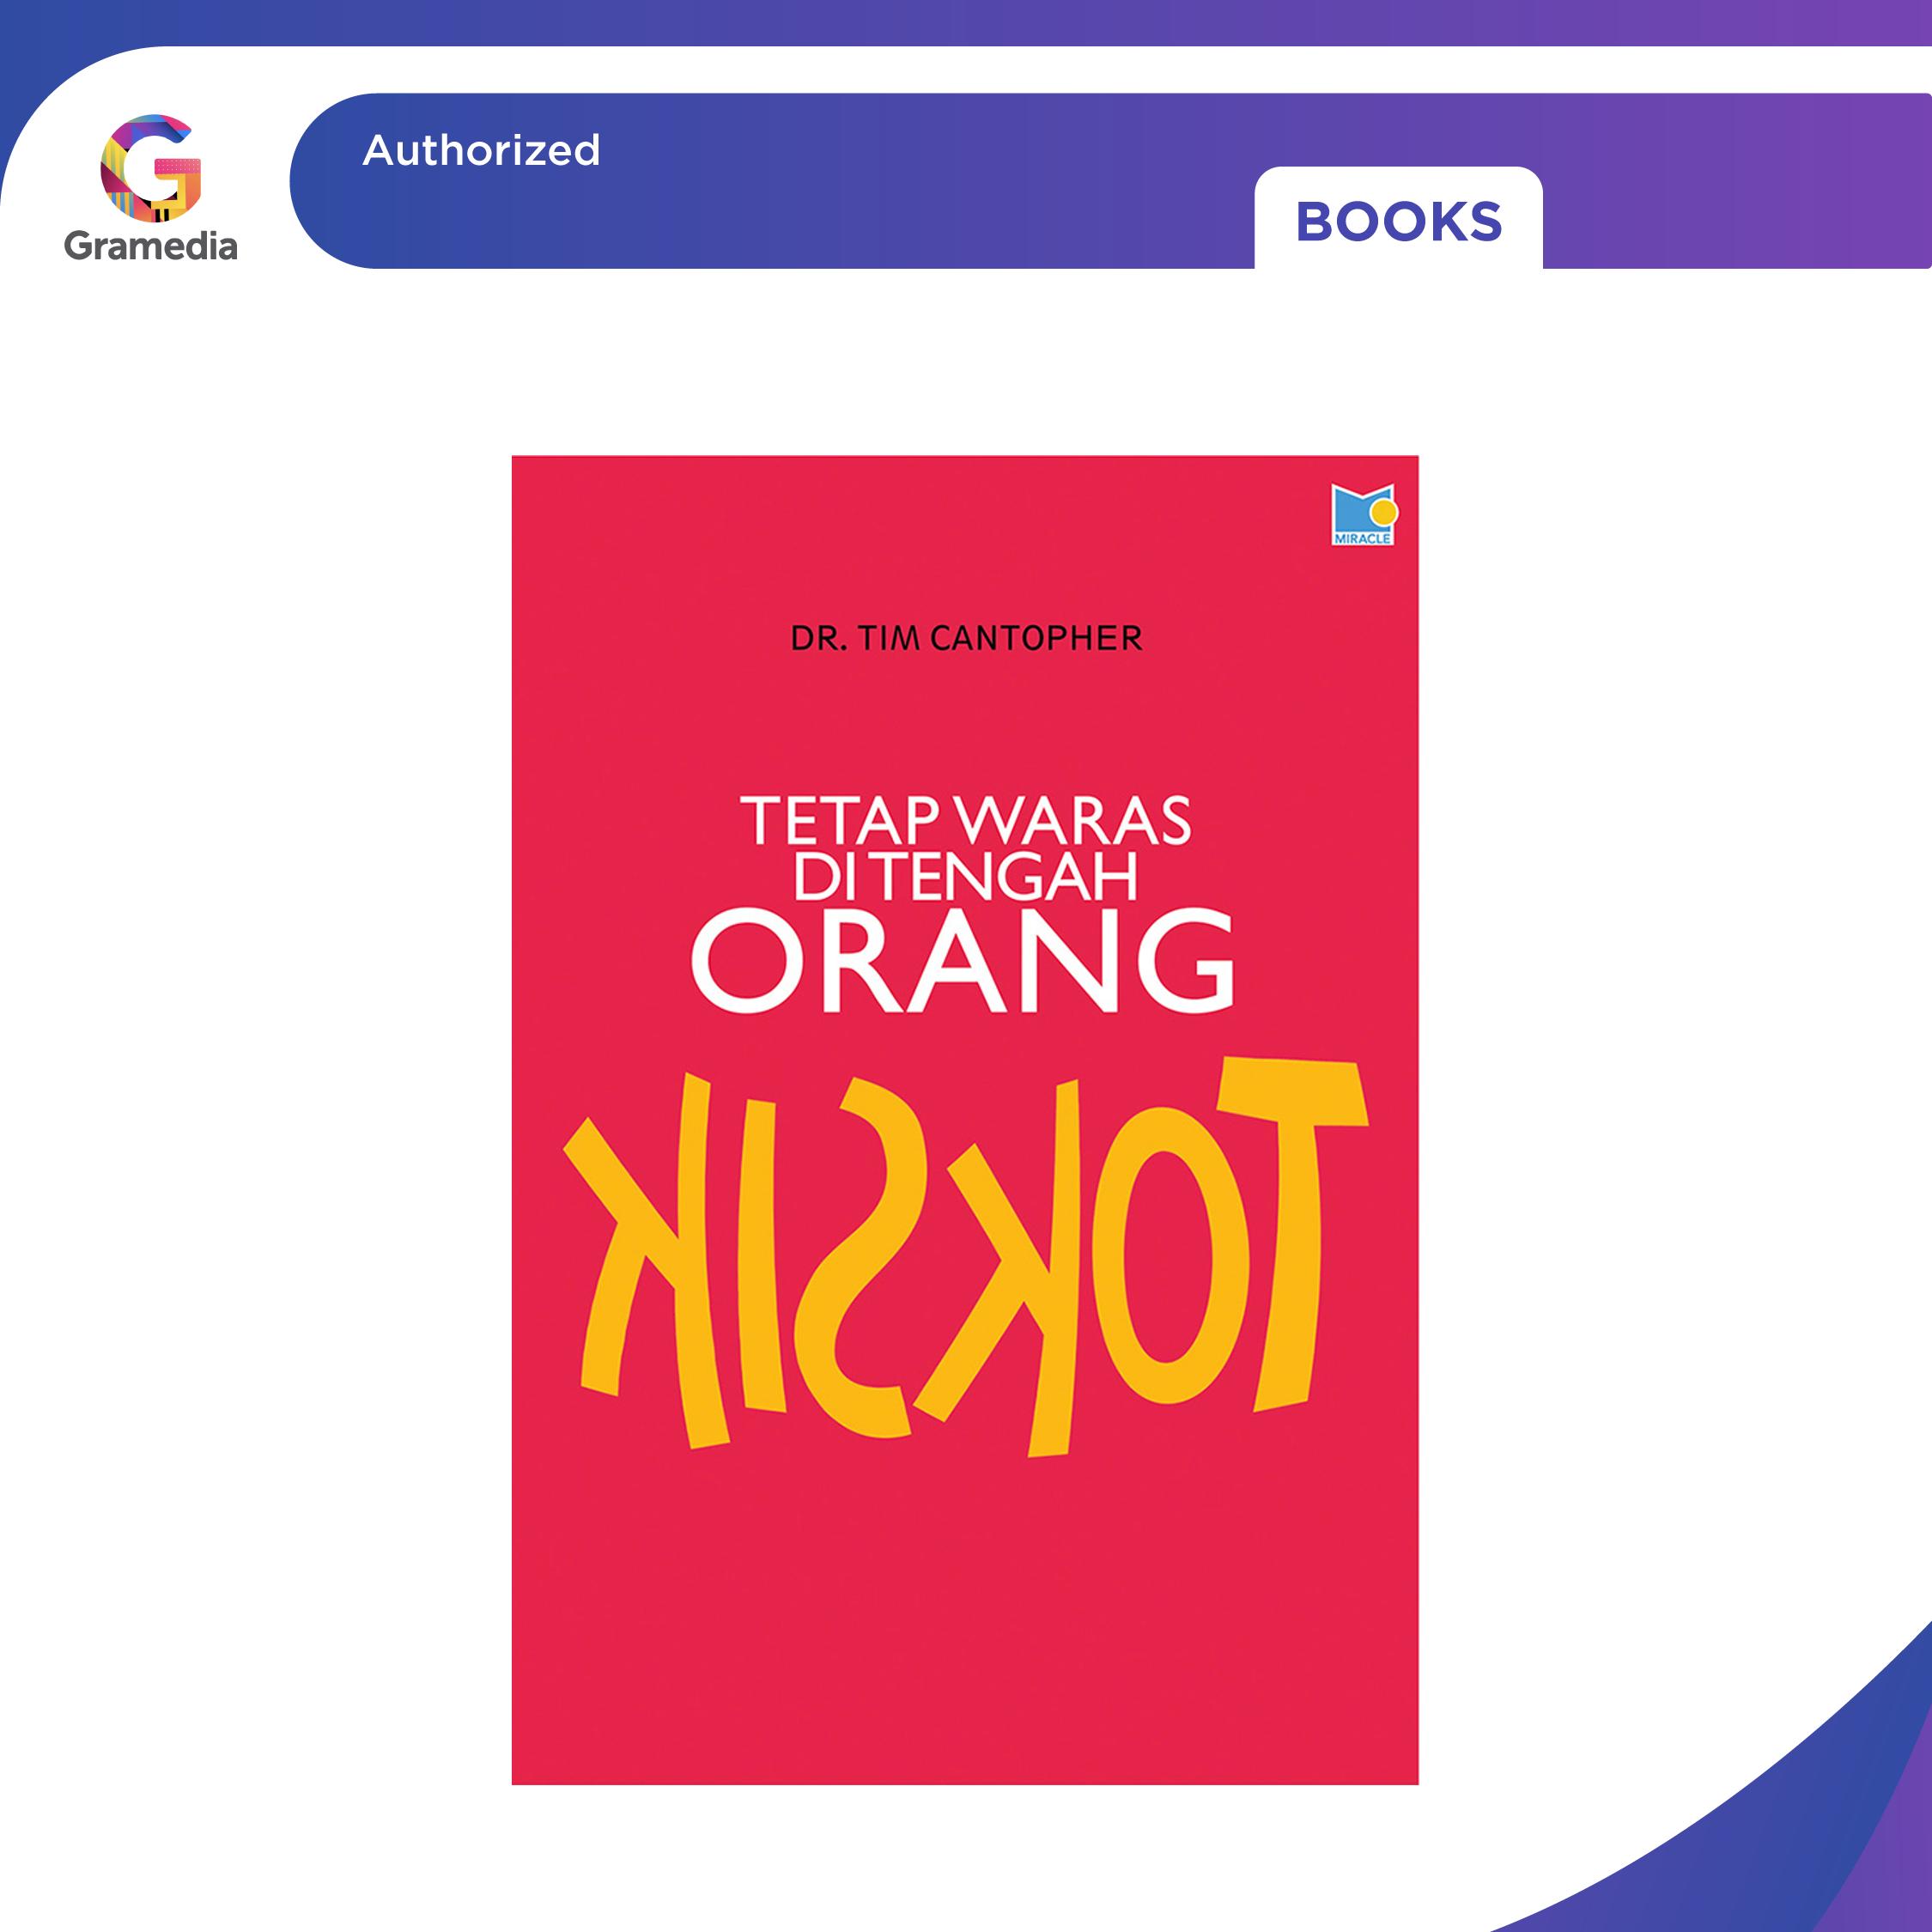 Gramedia
Authorized
BOOKS
MIRACLE
DR. TIM CANTOPHER
TETAP WARAS
DI TENGAH
ORANG
TOKSIK